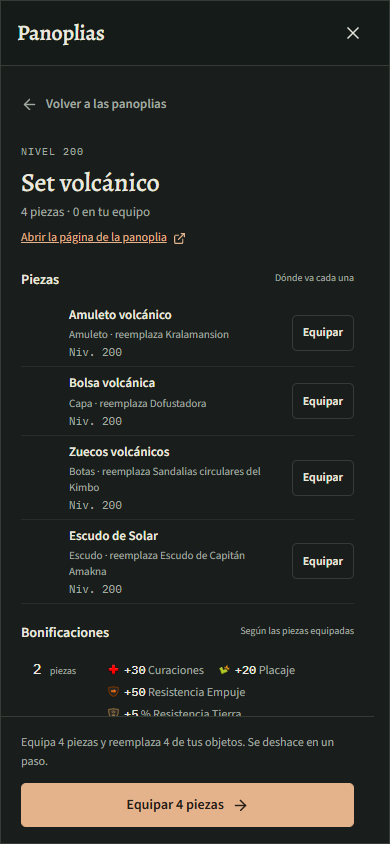 Panoplias
Volver a las panoplias
NIVEL 200
Set volcánico
4 piezas · 0 en tu equipo
Abrir la página de la panoplia
Piezas
Dónde va cada una
Amuleto volcánico
Amuleto · reemplaza Kralamansion
Niv. 200
Equipar
Bolsa volcánica
Capa · reemplaza Dofustadora
Niv. 200
Equipar
Zuecos volcánicos
Botas · reemplaza Sandalias circulares del
Kimbo
Niv. 200
Equipar
Escudo de Solar
Escudo · reemplaza Escudo de Capitán
Amakna
Niv. 200
Equipar
Bonificaciones
Según las piezas equipadas
2 piezas
+30 Curaciones
+20 Placaje
+50 Resistencia Empuje
+5 % Resistencia Tierra
Equipa 4 piezas y reemplaza 4 de tus objetos. Se deshace en un
paso.
Equipar 4 piezas